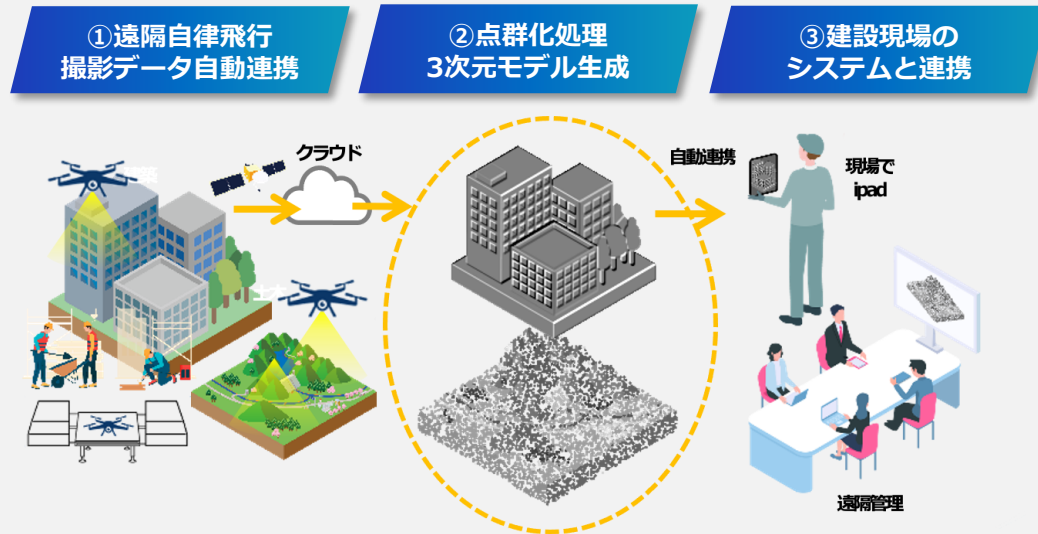 ①遠隔自律飛行
撮影データ自動連携
②点群化処理
3次元モデル生成
③建設現場の
システムと連携
クラウド
自動連携
現場で
ipad
土木
遠隔管理